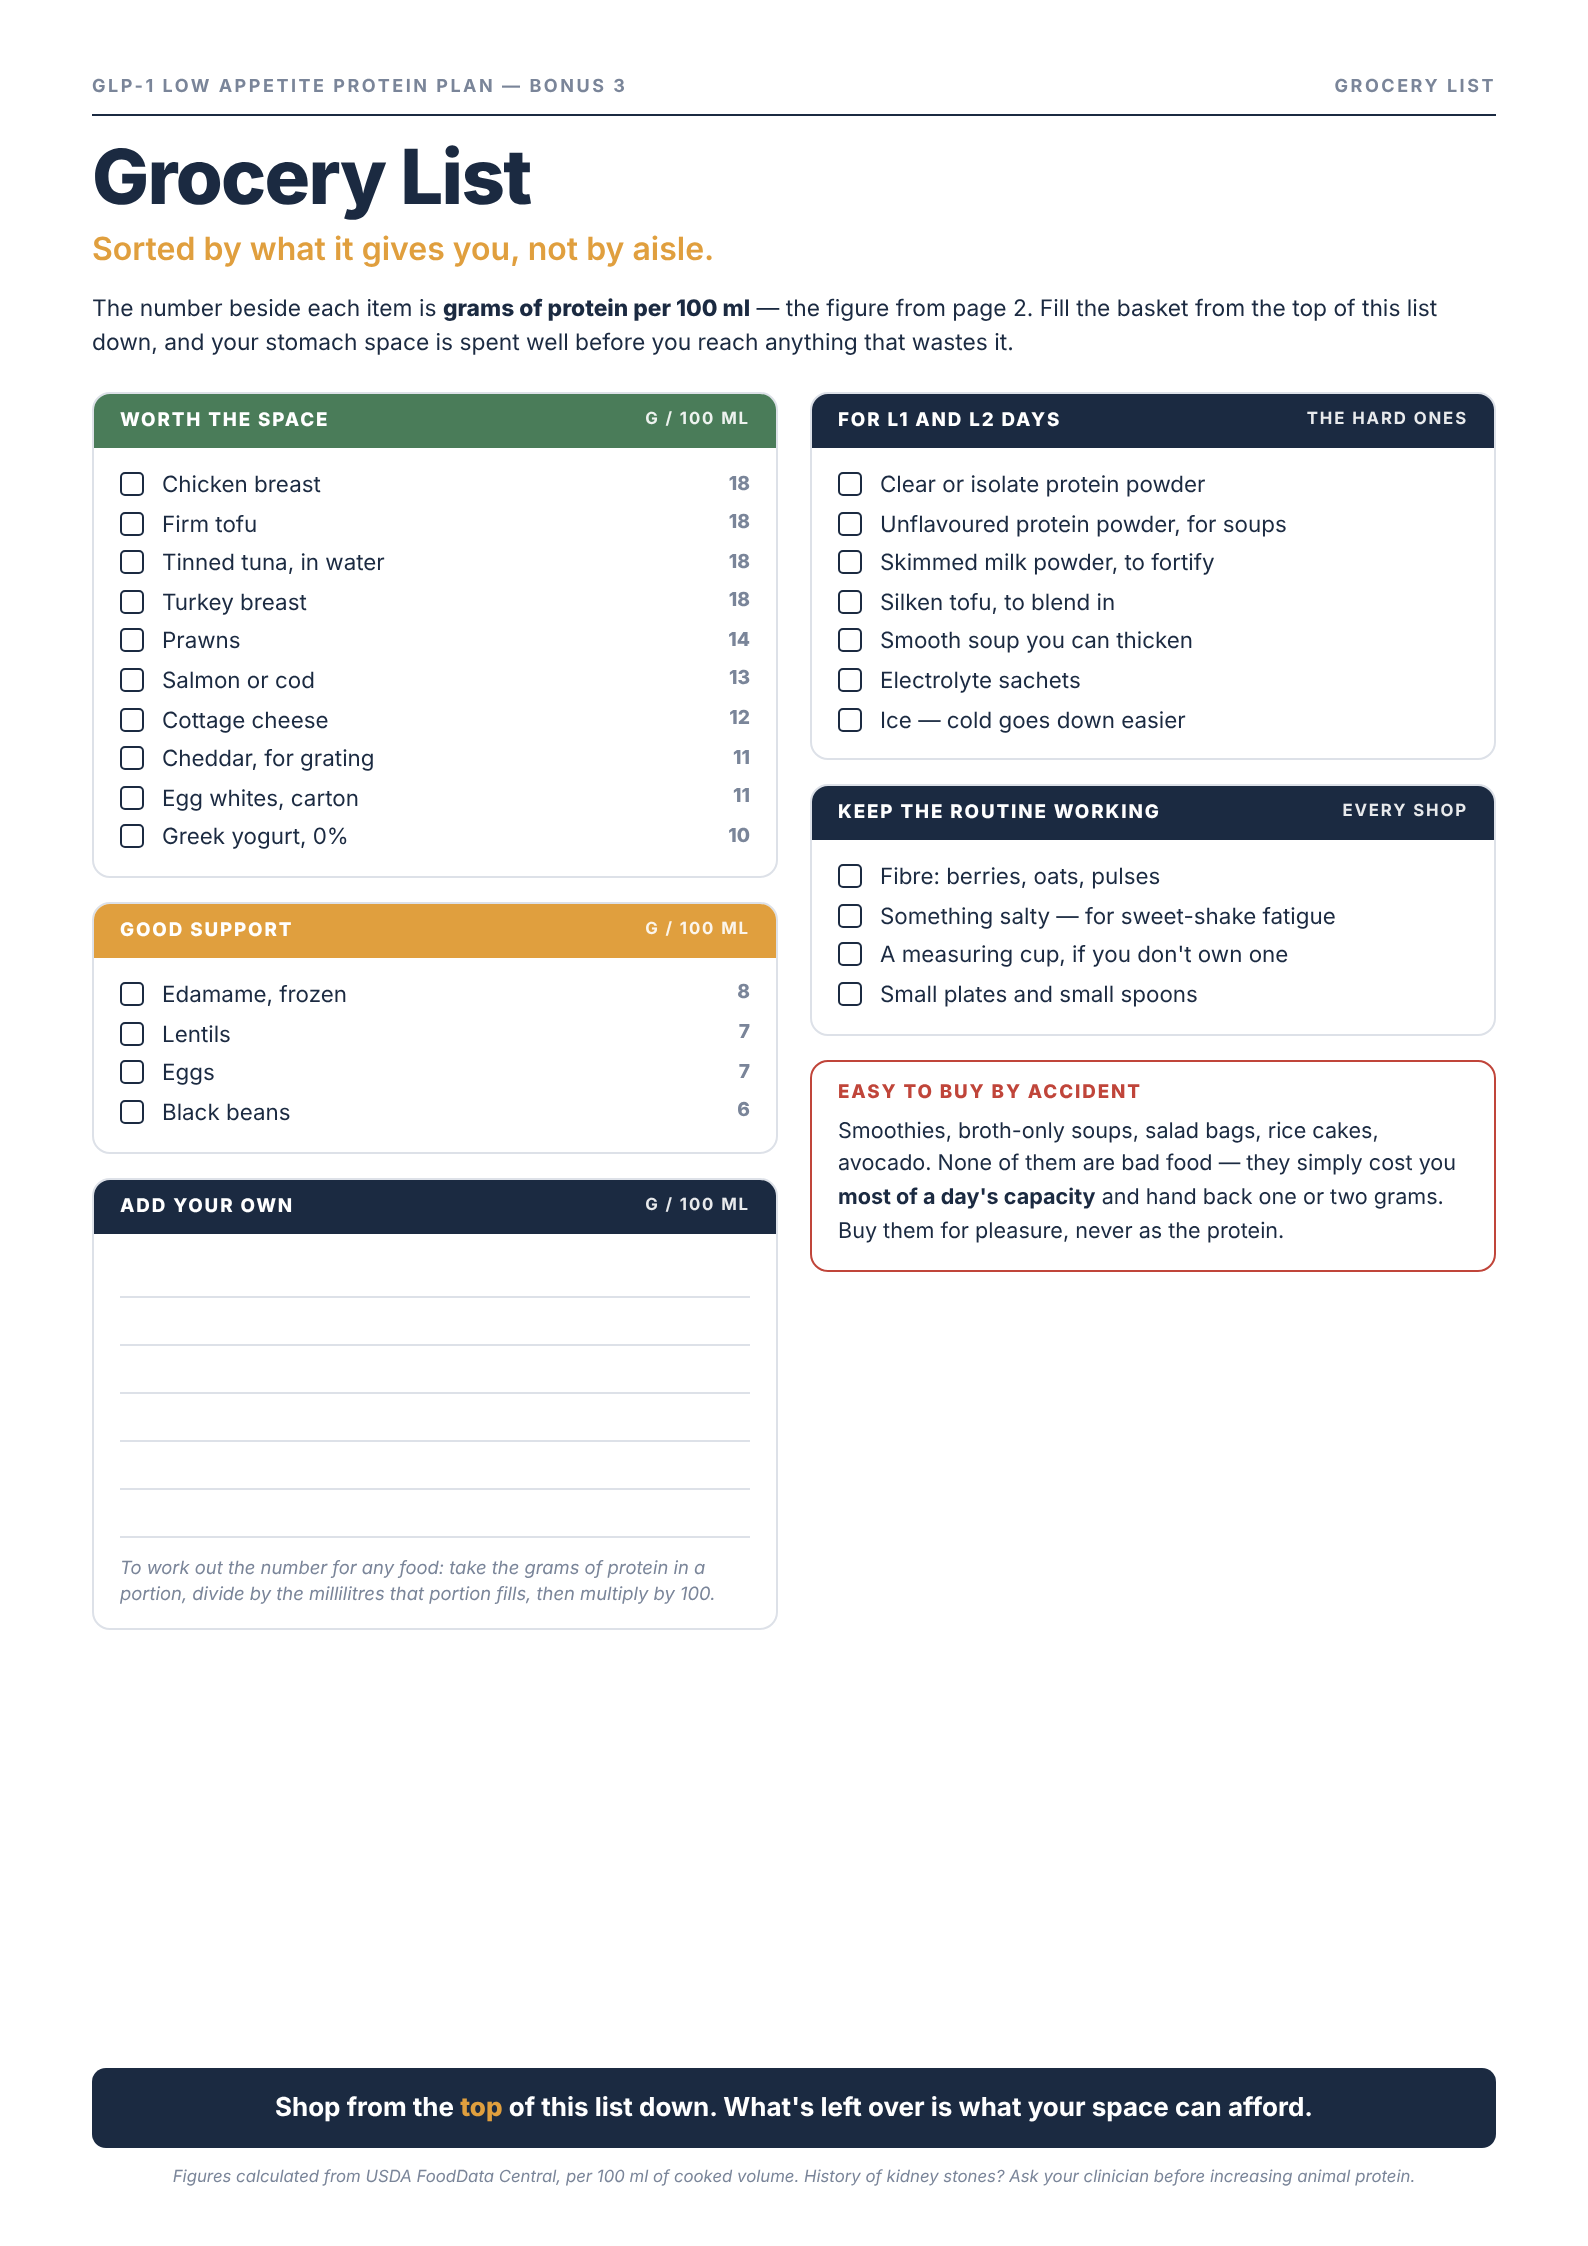 GLP-1 LOW APPETITE PROTEIN PLAN — BONUS 3
GROCERY LIST
Grocery List
Sorted by what it gives you, not by aisle.
The number beside each item is grams of protein per 100 ml — the figure from page 2. Fill the basket from the top of this list
down, and your stomach space is spent well before you reach anything that wastes it.
WORTH THE SPACE G / 100 ML
Chicken breast 18
Firm tofu 18
Tinned tuna, in water 18
Turkey breast 18
Prawns 14
Salmon or cod 13
Cottage cheese 12
Cheddar, for grating 11
Egg whites, carton 11
Greek yogurt, 0% 10
GOOD SUPPORT G / 100 ML
Edamame, frozen 8
Lentils 7
Eggs 7
Black beans 6
ADD YOUR OWN G / 100 ML
To work out the number for any food: take the grams of protein in a
portion, divide by the millilitres that portion fills, then multiply by 100.
FOR L1 AND L2 DAYS THE HARD ONES
Clear or isolate protein powder
Unflavoured protein powder, for soups
Skimmed milk powder, to fortify
Silken tofu, to blend in
Smooth soup you can thicken
Electrolyte sachets
Ice — cold goes down easier
KEEP THE ROUTINE WORKING EVERY SHOP
Fibre: berries, oats, pulses
Something salty — for sweet-shake fatigue
A measuring cup, if you don't own one
Small plates and small spoons
EASY TO BUY BY ACCIDENT
Smoothies, broth-only soups, salad bags, rice cakes,
avocado. None of them are bad food — they simply cost you
most of a day's capacity and hand back one or two grams.
Buy them for pleasure, never as the protein.
Shop from the top of this list down. What's left over is what your space can afford.
Figures calculated from USDA FoodData Central, per 100 ml of cooked volume. History of kidney stones? Ask your clinician before increasing animal protein.